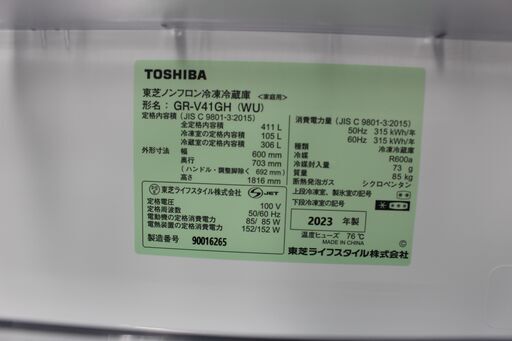 TOSHIBA
東芝ノンフロン冷凍冷蔵庫 <家庭用>
形名: GR-V41GH (WU)
定格内容積 (JIS C 9801-3:2015)
全定格内容積 411 L
冷凍室の定格内容積 105 L
冷蔵室の定格内容積 306 L
外形寸法 幅 600 mm
奥行 703 mm
(ハンドル・調整脚除く 692 mm)
高さ 1816 mm
東芝ライフスタイル株式会社 S-JET
定格電圧 100 V
定格周波数 50/60 Hz
電動機の定格消費電力 85/ 85 W
電熱装置の定格消費電力 152/152 W
製造番号 90016265
消費電力量 (JIS C 9801-3:2015)
50Hz 315 kWh/年
60Hz 315 kWh/年
種類 冷凍冷蔵庫
冷媒 R600a
冷媒封入量 73 g
質量 85 kg
断熱発泡ガス シクロペンタン
上段冷凍室、製氷室の記号
下段冷凍室の記号
2023 年製
温度ヒューズ 76℃
MADE IN CHINA
©
東芝ライフスタイル株式会社